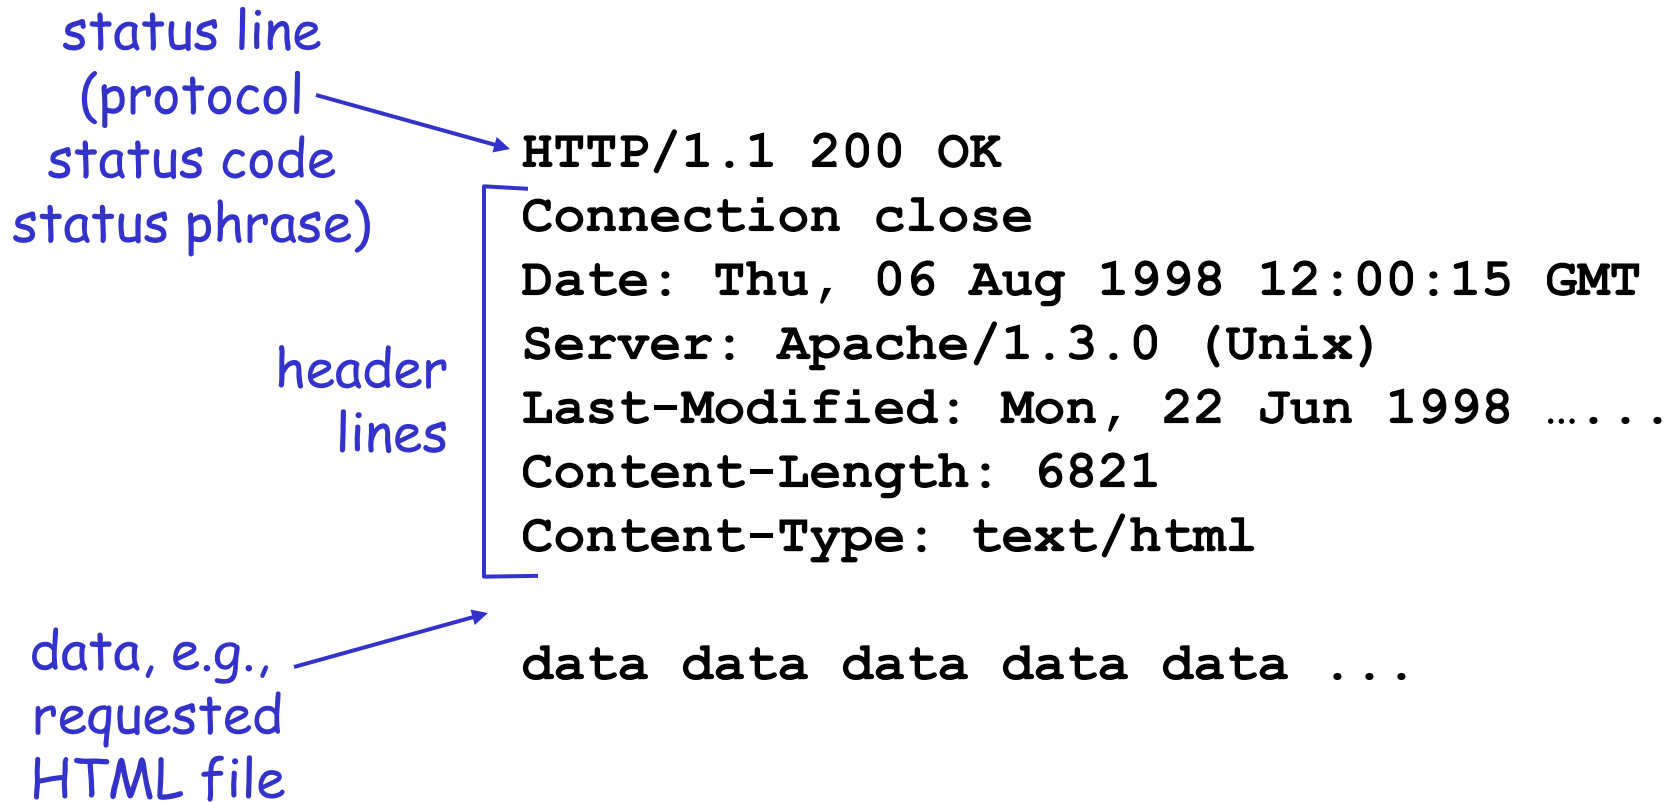 status line
(protocol
status code
status phrase)
HTTP/1.1 200 OK
Connection close
Date: Thu, 06 Aug 1998 12:00:15 GMT
Server: Apache/1.3.0 (Unix)
Last-Modified: Mon, 22 Jun 1998 …...
Content-Length: 6821
Content-Type: text/html
header
lines
data, e.g.,
requested
HTML file
data data data data data ...